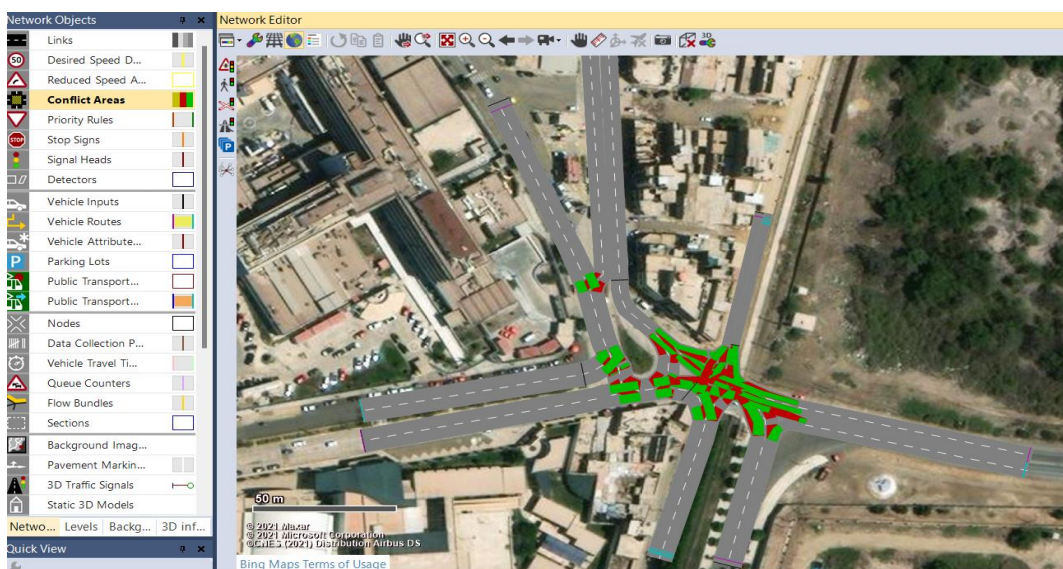 Network Objects
Links
50
Desired Speed D...
Reduced Speed A...
Conflict Areas
Priority Rules
STOP
Stop Signs
Signal Heads
Detectors
Vehicle Inputs
Vehicle Routes
Vehicle Attribute...
P
Parking Lots
Public Transport...
Public Transport...
Nodes
Data Collection P...
Vehicle Travel Ti...
Queue Counters
Flow Bundles
Sections
Background Imag...
Pavement Markin...
3D Traffic Signals
Static 3D Models
Netwo...
Levels
Backg...
3D inf...
Quick View
Network Editor
3D
P
50 m
© 2021 Maxar
© 2021 Microsoft Corporation
©CNES (2021) Distribution Airbus DS
Bing Maps Terms of Usage